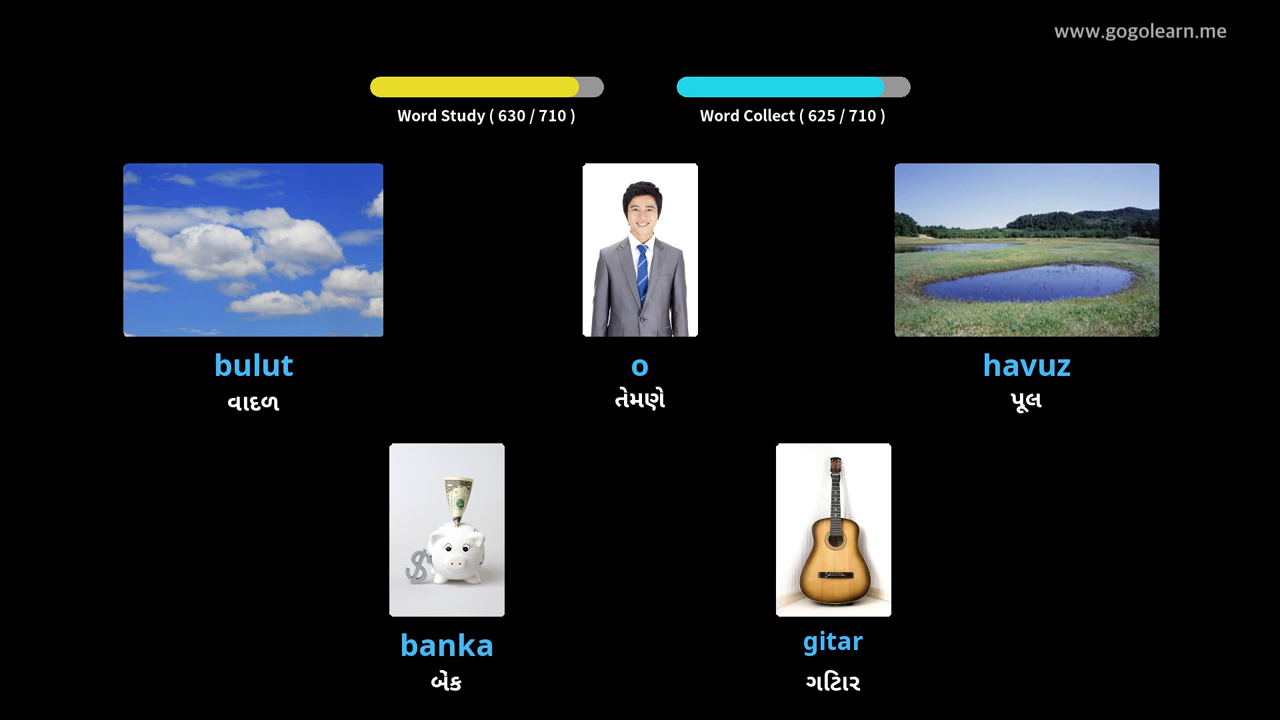 www.gogolearn.me
Word Study ( 630 / 710 )
Word Collect ( 625 / 710 )
bulut
વાદળ
o
તેમણે
havuz
પૂલ
banka
બેંક
gitar
ગટિાર